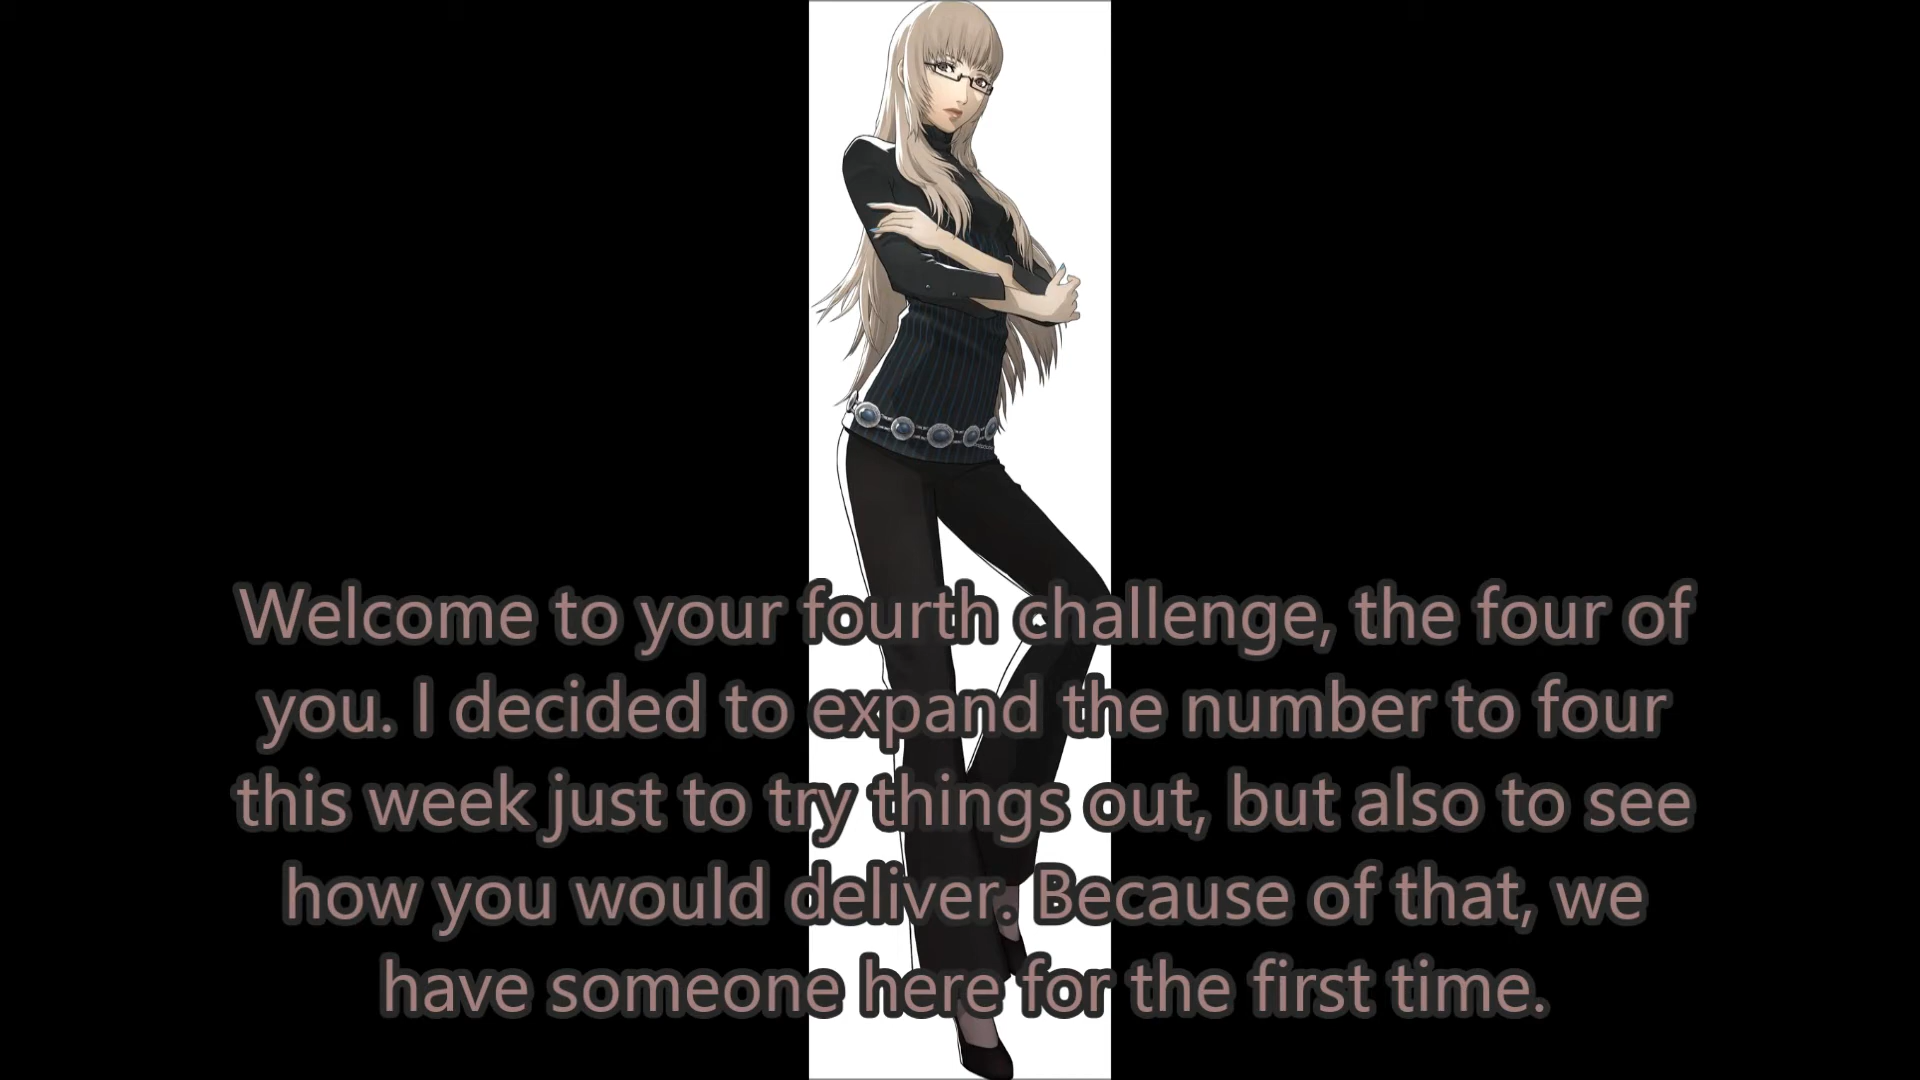 Welcome to your fourth challenge, the four of
you. I decided to expand the number to four
this week just to try things out, but also to see
how you would deliver. Because of that, we
have someone here for the first time.